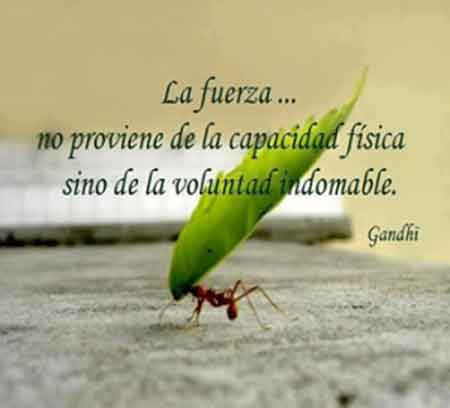 La fuerza ...
no proviene de la capacidad física
sino de la voluntad indomable.
Gandhi